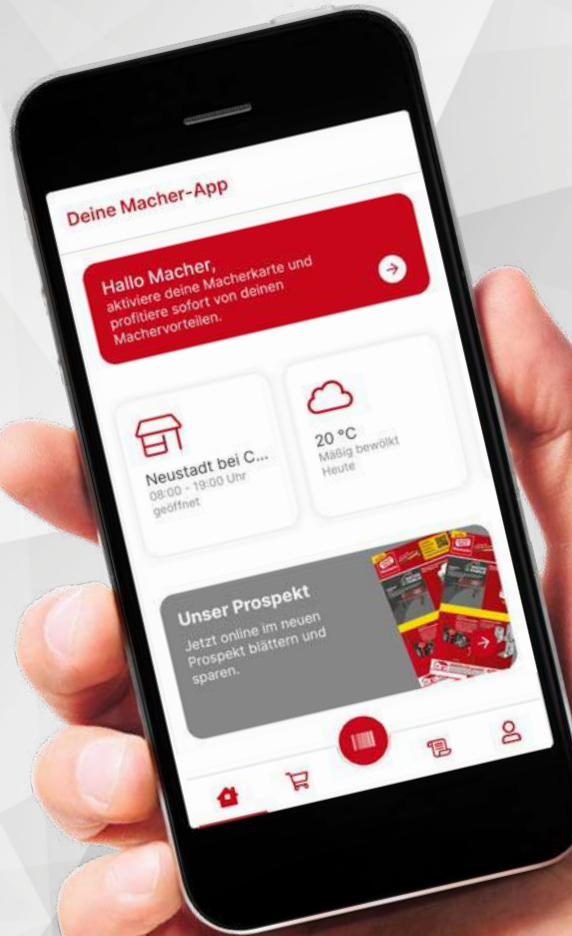 Deine Macher-App
Hallo Macher,
aktiviere deine Macherkarte und
profitiere sofort von deinen
Machervorteilen.
Neustadt bei C...
08:00 - 19:00 Uhr
geöffnet
20 °C
Mäßig bewölkt
Heute
Unser Prospekt
Jetzt online im neuen
Prospekt blättern und
sparen.